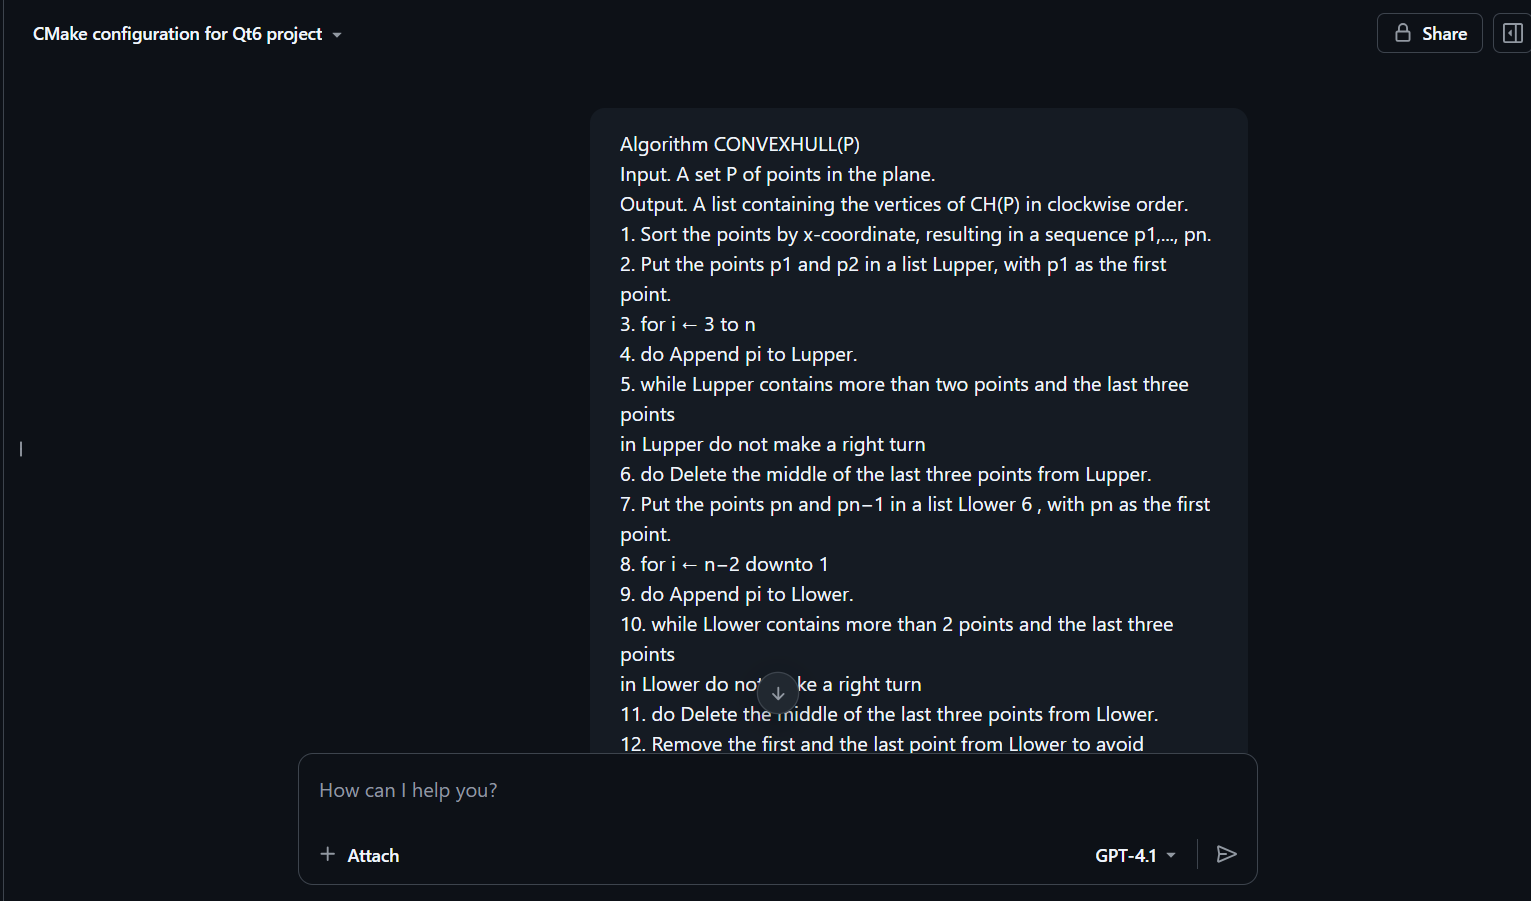 CMake configuration for Qt6 project
Share
Algorithm CONVEXHULL(P)
Input. A set P of points in the plane.
Output. A list containing the vertices of CH(P) in clockwise order.
1. Sort the points by x-coordinate, resulting in a sequence p1,..., pn.
2. Put the points p1 and p2 in a list Lupper, with p1 as the first
point.
3. for i ← 3 to n
4. do Append pi to Lupper.
5. while Lupper contains more than two points and the last three
points
in Lupper do not make a right turn
6. do Delete the middle of the last three points from Lupper.
7. Put the points pn and pn−1 in a list Llower 6 , with pn as the first
point.
8. for i ← n−2 downto 1
9. do Append pi to Llower.
10. while Llower contains more than 2 points and the last three
points
in Llower do not make a right turn
11. do Delete the middle of the last three points from Llower.
12. Remove the first and the last point from Llower to avoid
How can I help you?
Attach
GPT-4.1